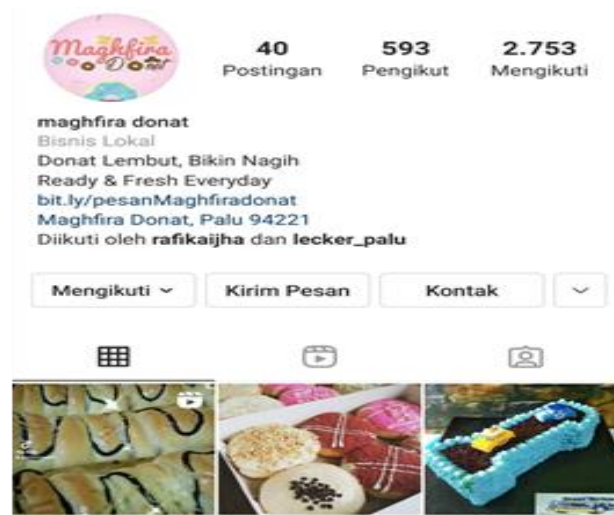 Maghfira
Donat
40 593 2.753
Postingan Pengikut Mengikuti
maghfira donat
Bisnis Lokal
Donat Lembut, Bikin Nagih
Ready & Fresh Everyday
bit.ly/pesanMaghfiradonat
Maghfira Donat, Palu 94221
Diikuti oleh rafikaijha dan lecker_palu
Mengikuti Kirim Pesan Kontak